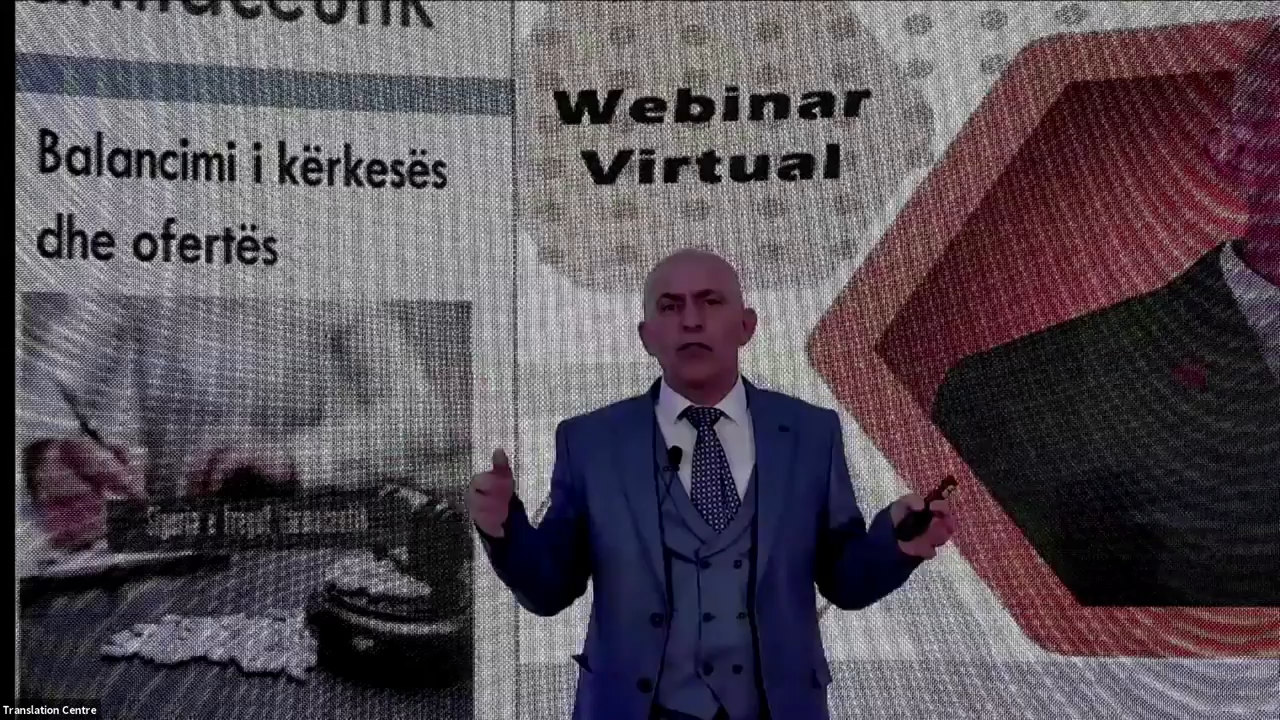 Balancimi i kërkesës
dhe ofertës
Webinar
Virtual
Translation Centre